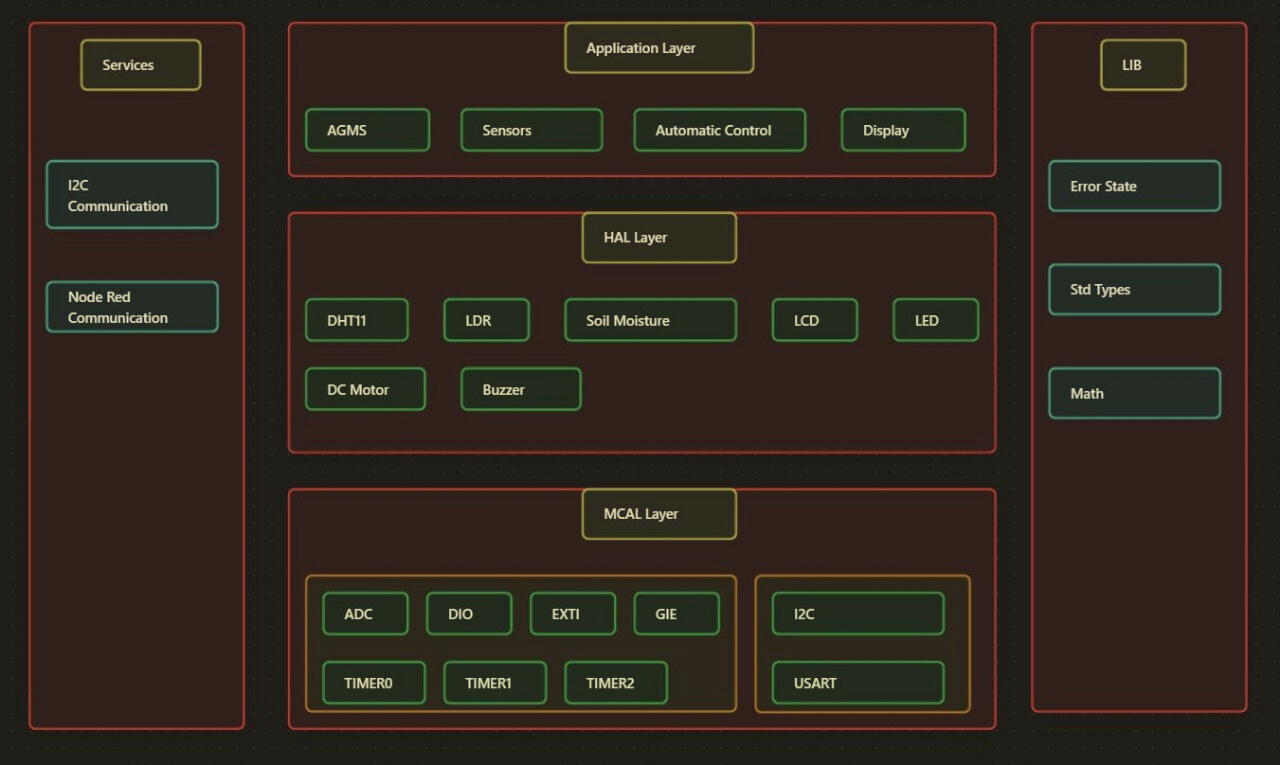 Services
I2C
Communication
Node Red
Communication
Application Layer
AGMS
Sensors
Automatic Control
Display
HAL Layer
DHT11
LDR
Soil Moisture
LCD
LED
DC Motor
Buzzer
MCAL Layer
ADC
DIO
EXTI
GIE
TIMER0
TIMER1
TIMER2
I2C
USART
LIB
Error State
Std Types
Math